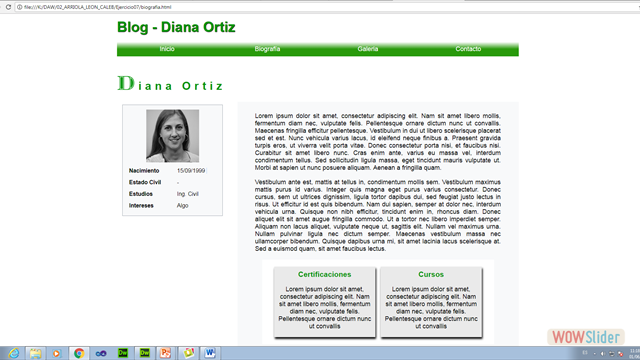 file:///K:/DAW/02_ARRIOLA_LEON_CALEB/Ejercicio07/biografia.html
Blog - Diana Ortiz
Inicio Biografía Galería Contacto
Diana Ortiz
Nacimiento 15/09/1999
Estado Civil -
Estudios Ing. Civil
Intereses Algo
Lorem ipsum dolor sit amet, consectetur adipiscing elit. Nam sit amet libero mi, fermentum diam nec, vulputate felis. Pellentesque ornare dictum nunc ut convallis.
Maecenas fringilla efficitur pellentesque. Vestibulum in dui ut libero scelerisque placerat
sed et est. Nunc vehicula varius lacus, id eleifend neque finibus a. Praesent gravida
turpis eros, ut viverra velit porta vitae. Donec consectetur porta nisi, et faucibus nisi.
Curabitur sit amet libero nunc. Cras enim ante, varius eu massa vel, interdum
condimentum tellus. Sed sollicitudin ligula massa, eget tincidunt mauris vulputate ut.
Morbi at sapien ut nunc posuere aliquam. Aenean a fringilla quam.
Vestibulum ante est, mattis at tellus in, condimentum mollis sem. Vestibulum maximus
mattis purus id varius. Integer quis magna eget purus varius consectetur. Donec
cursus, sem ut ultrices dignissim, ligula tortor dapibus dui, sed feugiat justo lectus in
risus. Ut efficitur id est quis bibendum. Nam dui sapien, semper at dolor nec, interdum
vehicula urna. Quisque non nibh efficitur, tincidunt enim in, rhoncus diam. Donec
aliquet elit sit amet augue fringilla commodo. Ut a tortor nec libero imperdiet semper.
Aliquam non lacus aliquet, vulputate neque ut, sagittis elit. Nullam vel maximus urna.
Nullam pulvinar ligula nec dictum semper. Maecenas vestibulum massa nec
ullamcorper bibendum. Quisque dapibus urna mi, sit amet lacinia lacus scelerisque at.
Sed a euismod quam, sit amet faucibus lectus.
Certificaciones
Lorem ipsum dolor sit amet,
consectetur adipiscing elit. Nam
sit amet libero mi, fermentum
diam nec, vulputate felis.
Pellentesque ornare dictum nunc
ut convallis
Cursos
Lorem ipsum dolor sit amet,
consectetur adipiscing elit. Nam
sit amet libero mi, fermentum
diam nec, vulputate felis.
Pellentesque ornare dictum nunc
ut convallis
WOWSlider
Dw Dw
ES